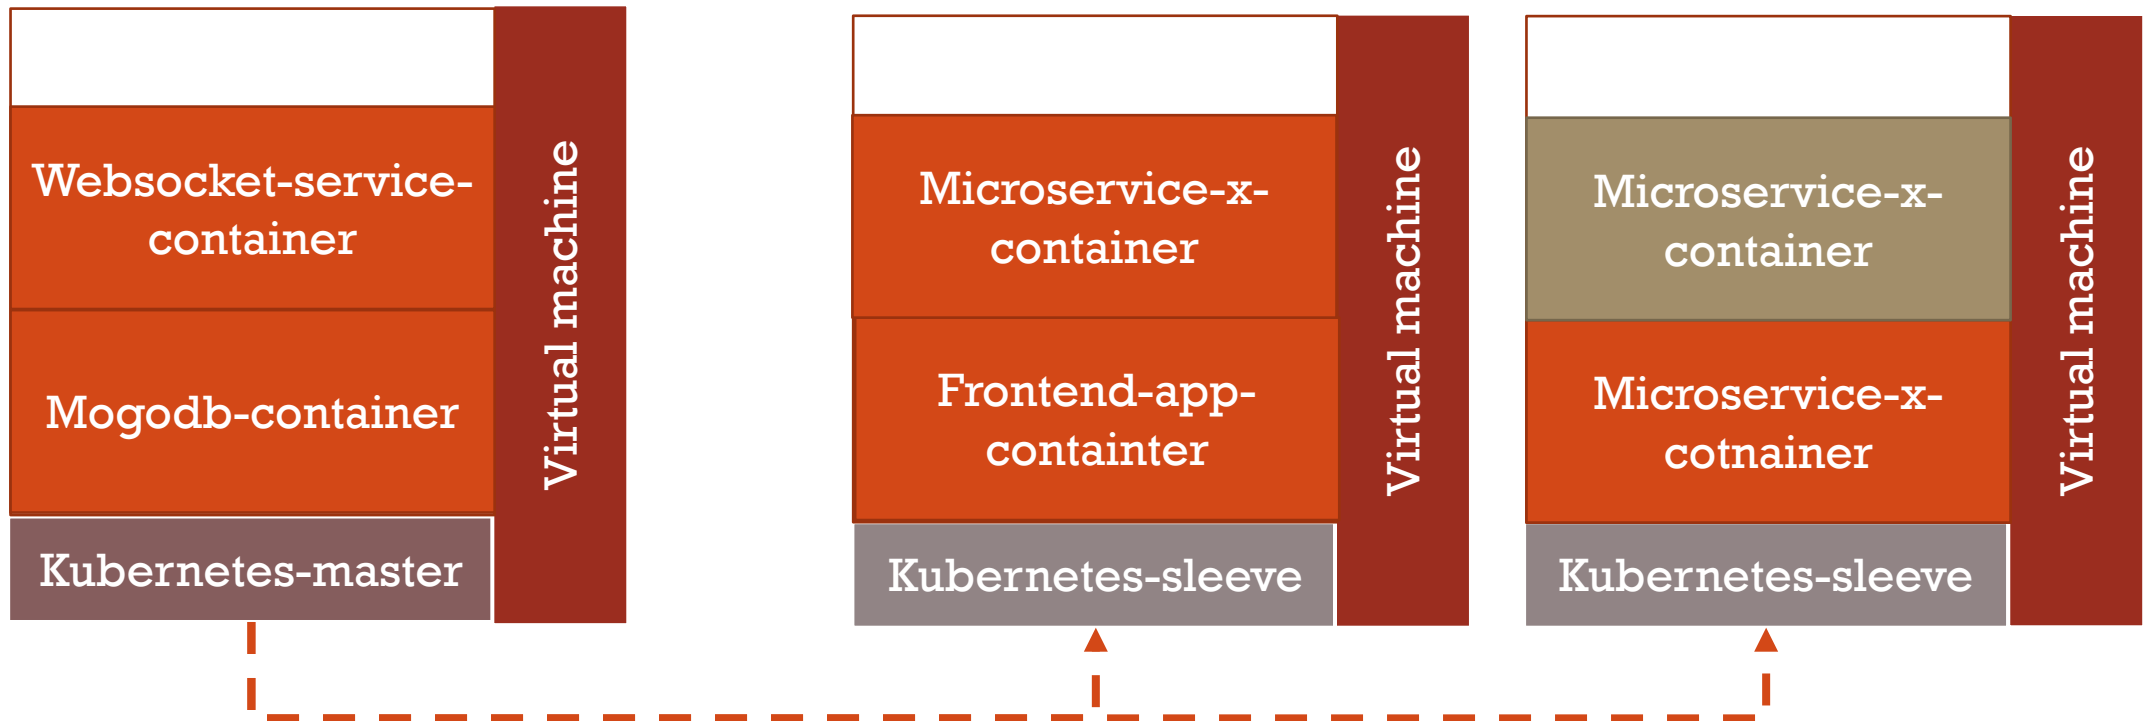 Websocket-service-
container
Mogodb-container
Kubernetes-master
Virtual machine
Microservice-x-
container
Frontend-app-
containter
Kubernetes-sleeve
Virtual machine
Microservice-x-
container
Microservice-x-
cotnainer
Kubernetes-sleeve
Virtual machine